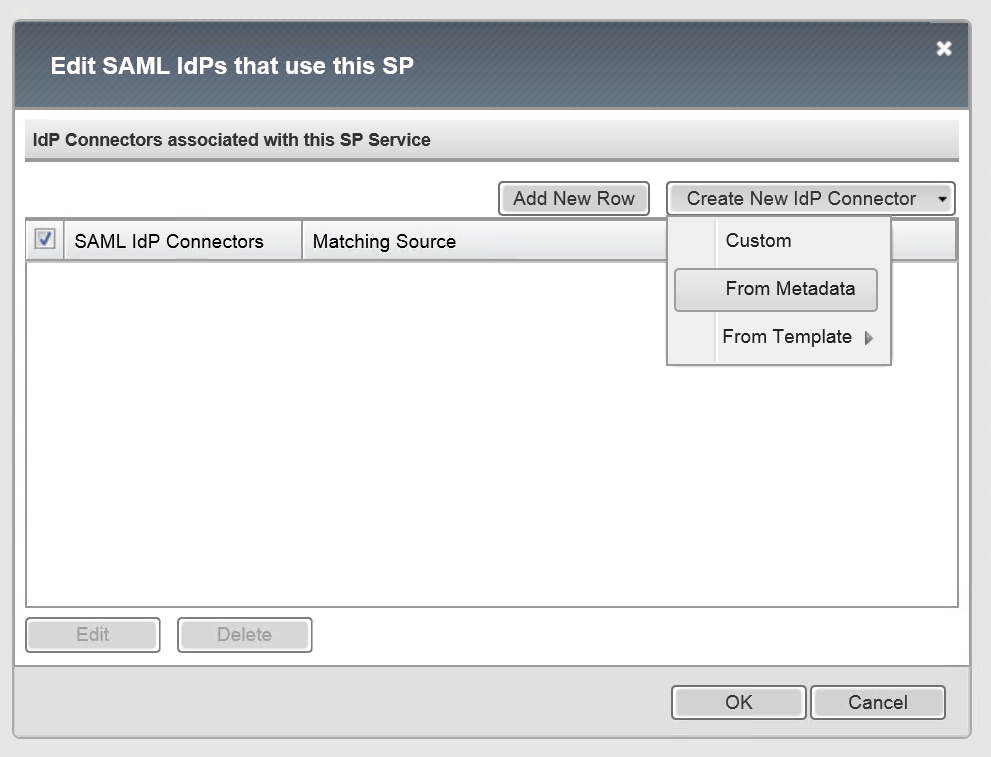 Edit SAML IdPs that use this SP
IdP Connectors associated with this SP Service
Add New Row
Create New IdP Connector
SAML IdP Connectors
Matching Source
Custom
From Metadata
From Template
Edit
Delete
OK
Cancel